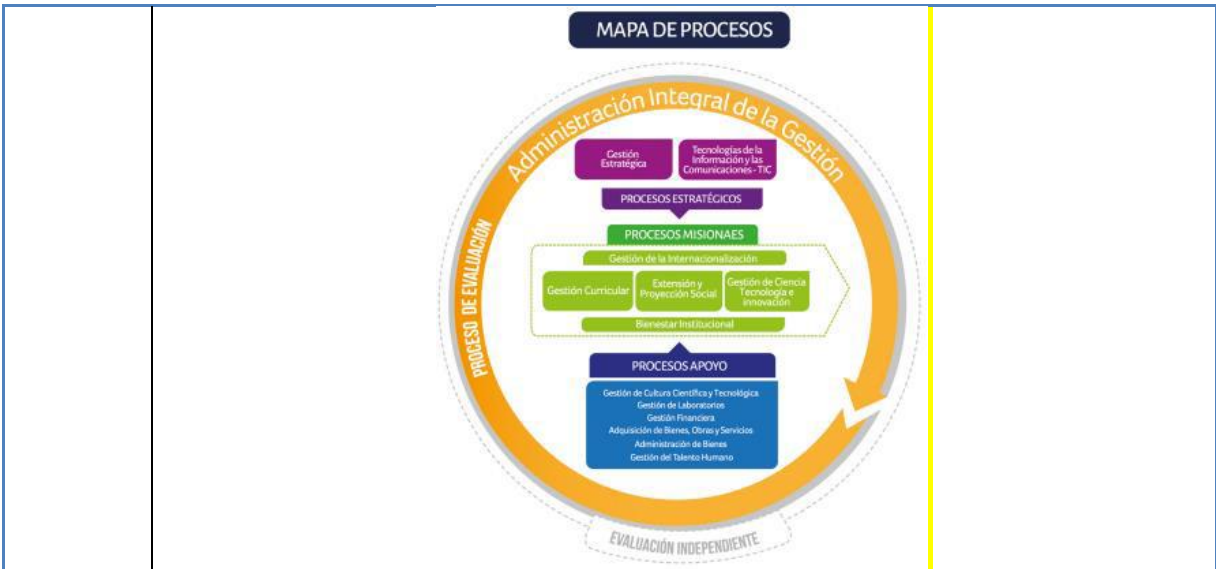 MAPA DE PROCESOS
Administración Integral de la Gestión
PROCESO DE EVALUACIÓN
Gestión
Estratégica
Tecnologías de la
Información y las
Comunicaciones - TIC
PROCESOS ESTRATÉGICOS
PROCESOS MISIONAES
Gestión de la Internacionalización
Gestión Curricular
Extensión y
Proyección Social
Gestión de Ciencia
Tecnología e
innovación
Bienestar Institucional
PROCESOS APOYO
Gestión de Cultura Científica y Tecnológica
Gestión de Laboratorios
Gestión Financiera
Adquisición de Bienes, Obras y Servicios
Administración de Bienes
Gestión del Talento Humano
EVALUACIÓN INDEPENDIENTE